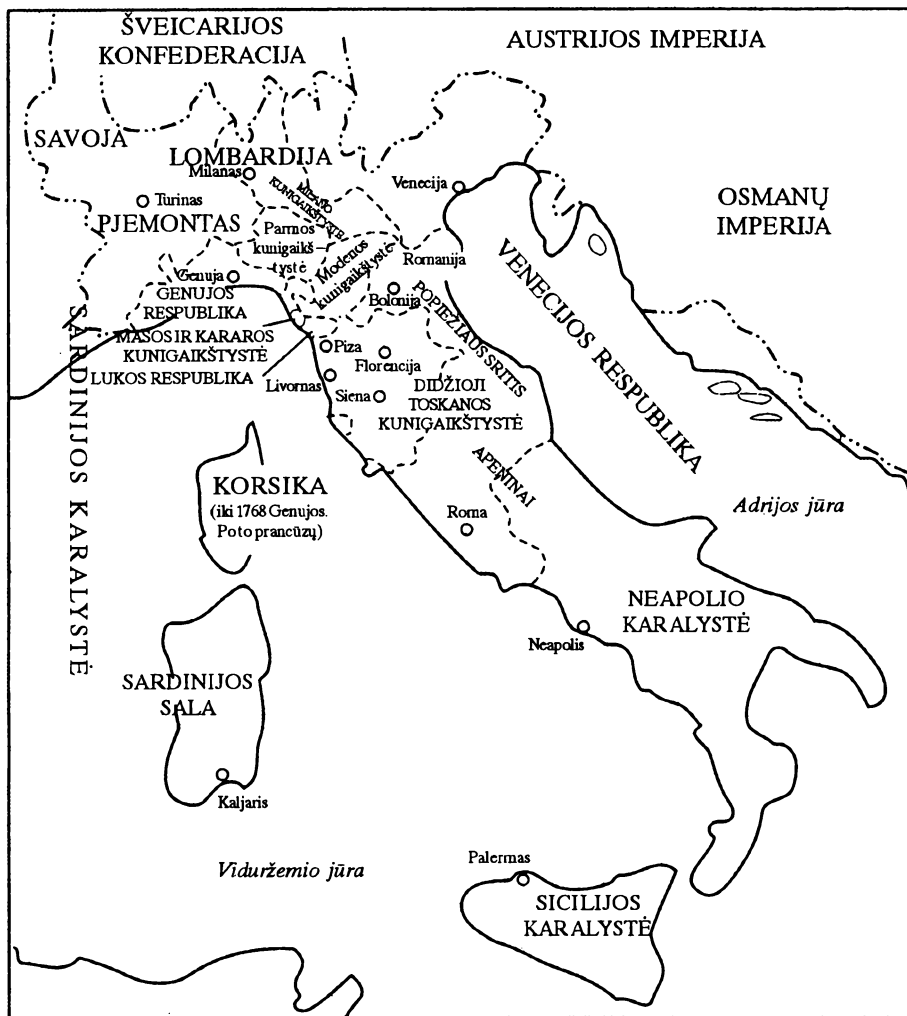 ŠVEICARIJOS
KONFEDERACIJA
AUSTRIJOS IMPERIJA
SAVOJA
LOMBARDIJA
Milanas
MILANO
KUNIGAIKŠTYSTĖ
Venecija
OSMANŲ
IMPERIJA
Turinas
PJEMONTAS
Parmos
kunigaikš–
tystė
Modenos
kunigaikštystė
Romanija
Genuja
GENUJOS
RESPUBLIKA
Bolonija
POPIEŽIAUS SRITIS
VENECIJOS RESPUBLIKA
SARDINIJOS KARALYSTĖ
MASOS IR KARAROS
KUNIGAIKŠTYSTĖ
LUKOS RESPUBLIKA
Piza
Florencija
Livornas
Siena
DIDŽIOJI
TOSKANOS
KUNIGAIKŠTYSTĖ
APENINAI
KORSIKA
(iki 1768 Genujos.
Po to prancūzų)
Roma
Adrijos jūra
NEAPOLIO
KARALYSTĖ
Neapolis
SARDINIJOS
SALA
Kaljaris
Viduržemio jūra
Palermas
SICILIJOS
KARALYSTĖ